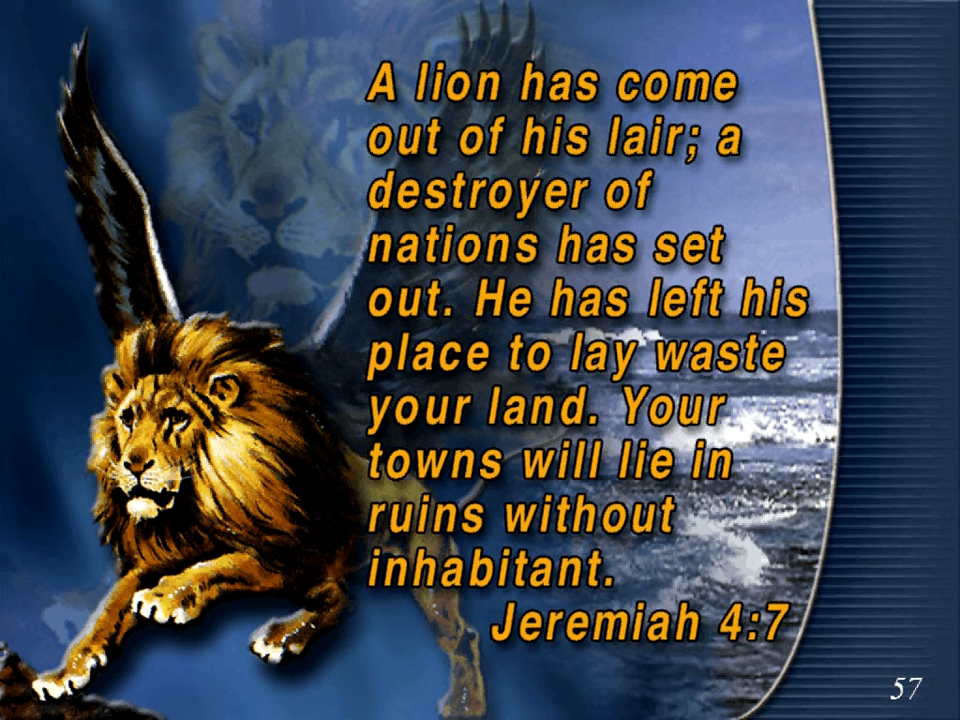 A lion has come
out of his lair; a
destroyer of
nations has set
out. He has left his
place to lay waste
your land. Your
towns will lie in
ruins without
inhabitant.
Jeremiah 4:7
57